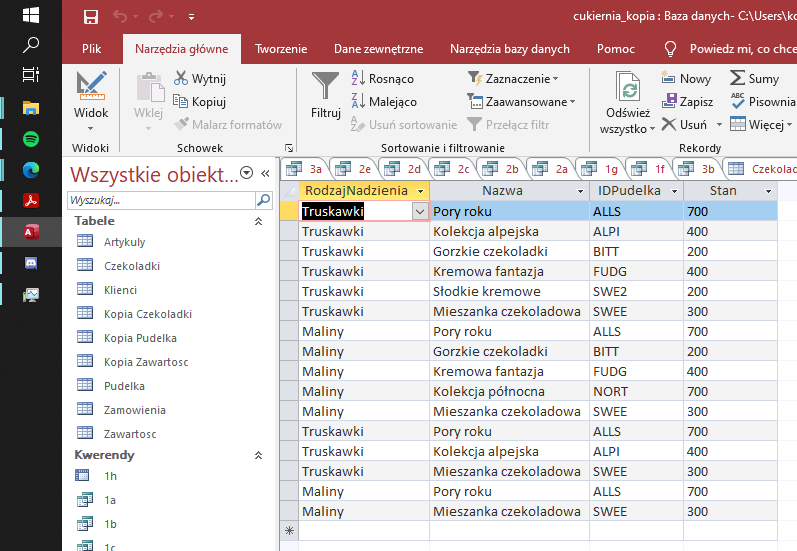 cukiernia_kopia : Baza danych- C:\Users\ko
Plik Narzędzia główne Tworzenie Dane zewnętrzne Narzędzia bazy danych Pomoc Powiedz mi, co chce
Widok
Widoki
Wklej
Wytnij
Kopiuj
Malarz formatów
Schowek
Filtruj
Rosnąco
Malejąco
Usuń sortowanie
Zaznaczenie
Zaawansowane
Przełącz filtr
Sortowanie i filtrowanie
Odśwież
wszystko
Nowy
Zapisz
Usuń
Sumy
Pisownia
Więcej
Rekordy
Wszystkie obiekt...
Wyszukaj...
Tabele
Artykuly
Czekoladki
Klienci
Kopia Czekoladki
Kopia Pudelka
Kopia Zawartosc
Pudelka
Zamowienia
Zawartosc
Kwerendy
1h
1a
1b
1c
3a 2e 2d 2c 2b 2a 1g 1f 3b Czekolad
RodzajNadzienia Nazwa IDPudelka Stan
Truskawki Pory roku ALLS 700
Truskawki Kolekcja alpejska ALPI 400
Truskawki Gorzkie czekoladki BITT 200
Truskawki Kremowa fantazja FUDG 400
Truskawki Słodkie kremowe SWE2 200
Truskawki Mieszanka czekoladowa SWEE 300
Maliny Pory roku ALLS 700
Maliny Gorzkie czekoladki BITT 200
Maliny Kremowa fantazja FUDG 400
Maliny Kolekcja północna NORT 700
Maliny Mieszanka czekoladowa SWEE 300
Truskawki Pory roku ALLS 700
Truskawki Kolekcja alpejska ALPI 400
Truskawki Mieszanka czekoladowa SWEE 300
Maliny Pory roku ALLS 700
Maliny Mieszanka czekoladowa SWEE 300